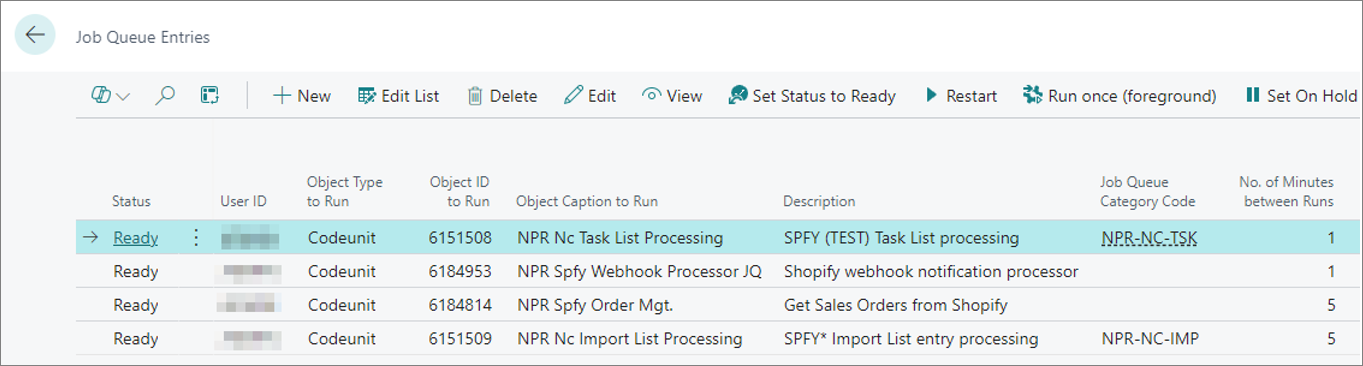 Job Queue Entries
New Edit List Delete Edit View Set Status to Ready Restart Run once (foreground) Set On Hold
Object Type Object ID Job Queue No. of Minutes
Status User ID to Run to Run Object Caption to Run Description Category Code between Runs
Ready Codeunit 6151508 NPR Nc Task List Processing SPFY (TEST) Task List processing NPR-NC-TSK 1
Ready Codeunit 6184953 NPR Spfy Webhook Processor JQ Shopify webhook notification processor 1
Ready Codeunit 6184814 NPR Spfy Order Mgt. Get Sales Orders from Shopify 5
Ready Codeunit 6151509 NPR Nc Import List Processing SPFY* Import List entry processing NPR-NC-IMP 5